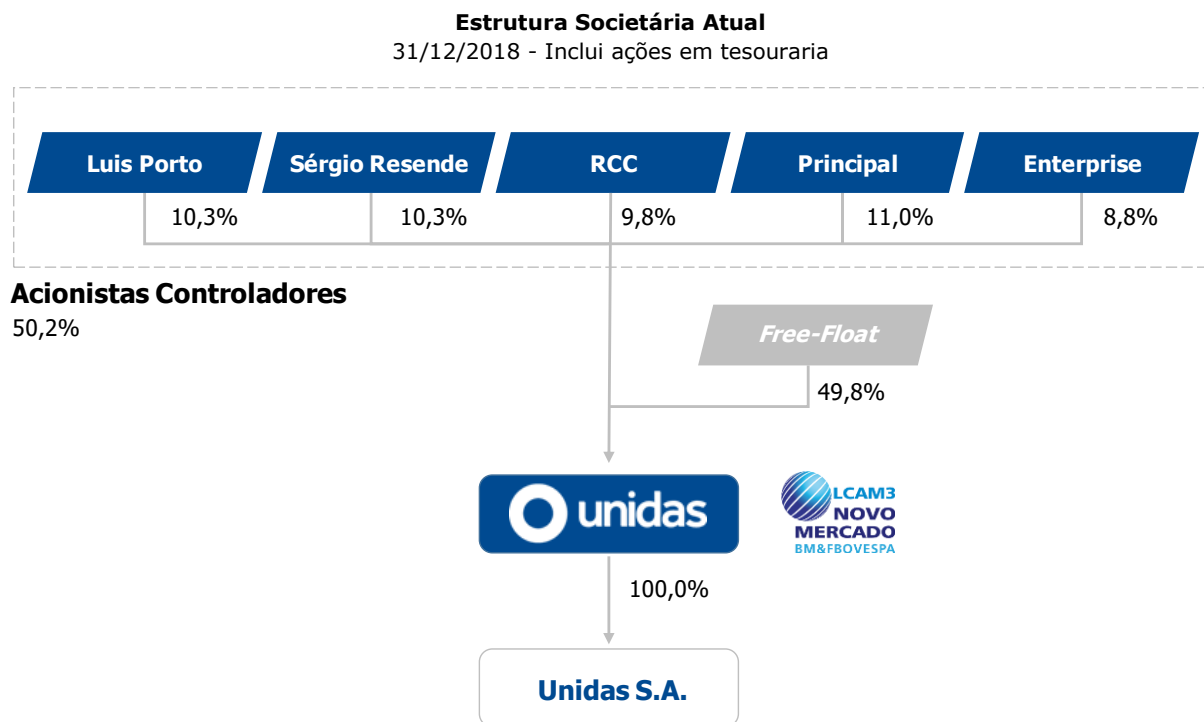 Estrutura Societária Atual
31/12/2018 - Inclui ações em tesouraria
Luis Porto
Sérgio Resende
RCC
Principal
Enterprise
10,3%
10,3%
9,8%
11,0%
8,8%
Acionistas Controladores
50,2%
Free-Float
49,8%
unidas
LCAM3
NOVO
MERCADO
BM&FBOVESPA
100,0%
Unidas S.A.